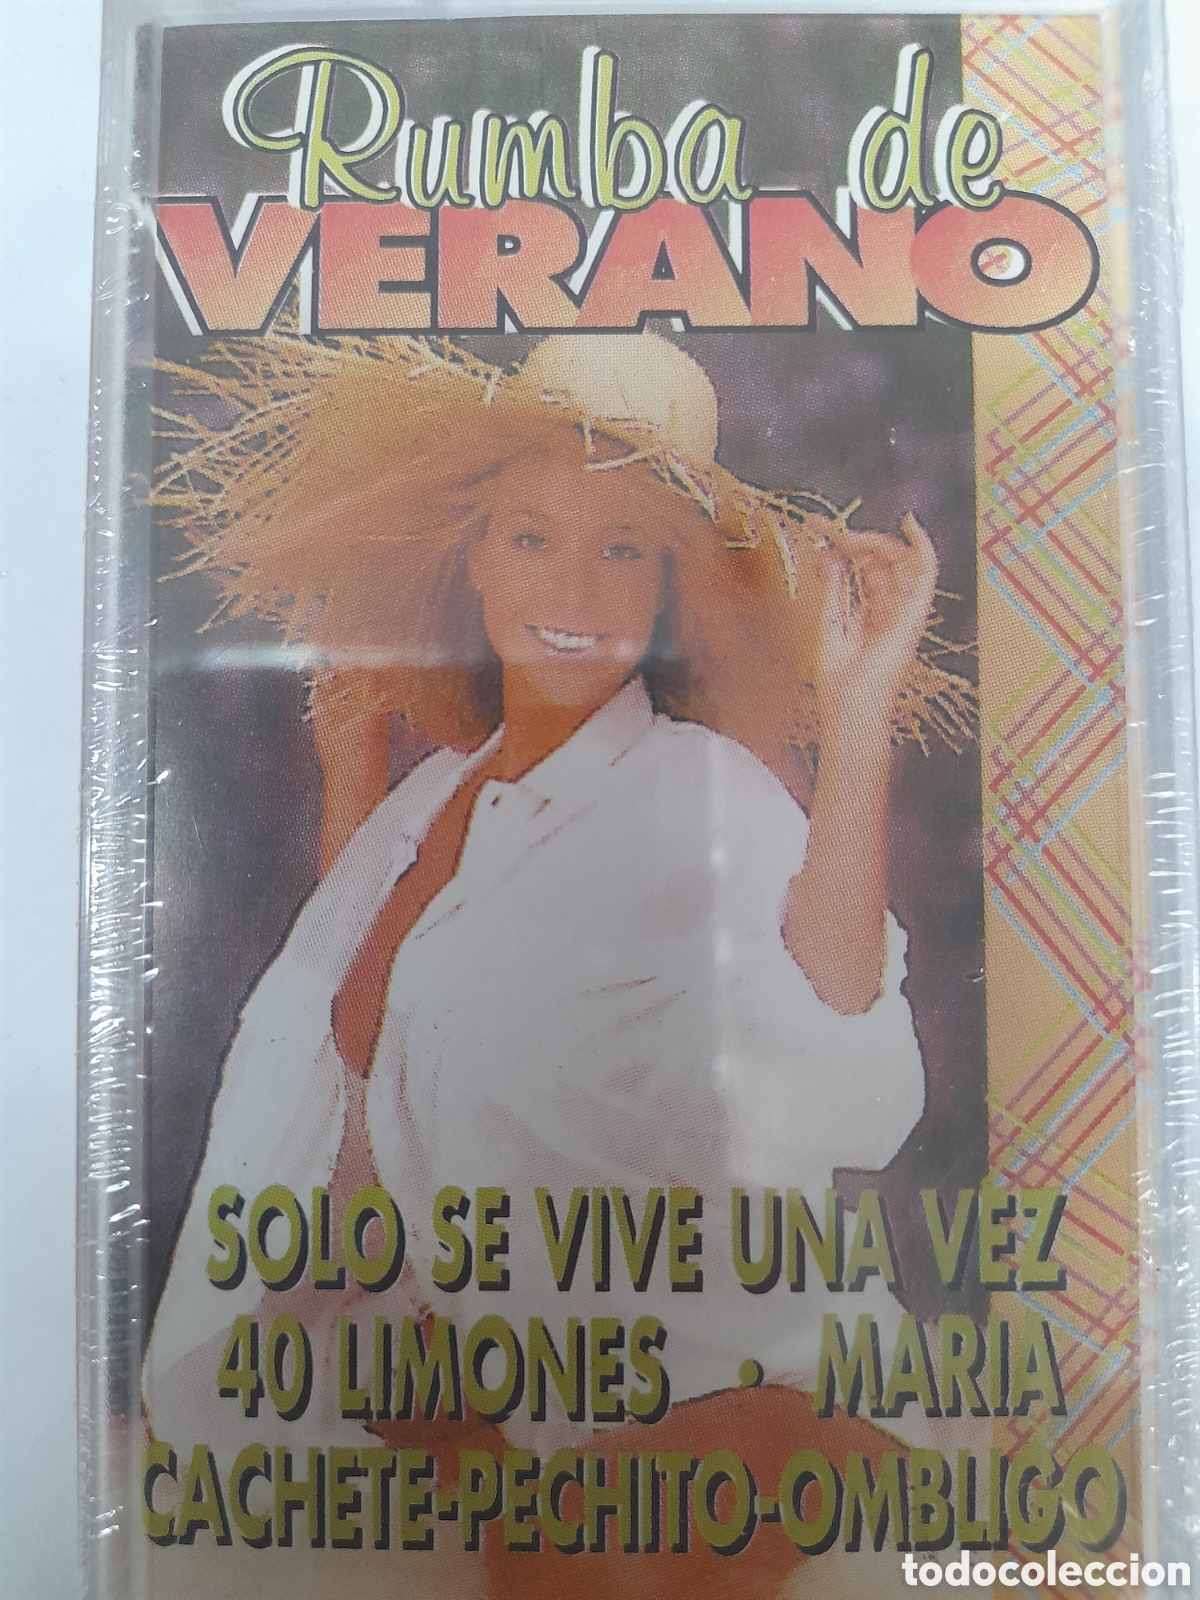 Rumba de
VERANO
SOLO SE VIVE UNA VEZ
40 LIMONES · MARIA
CACHETE-PECHITO-OMBLIGO
todocoleccion